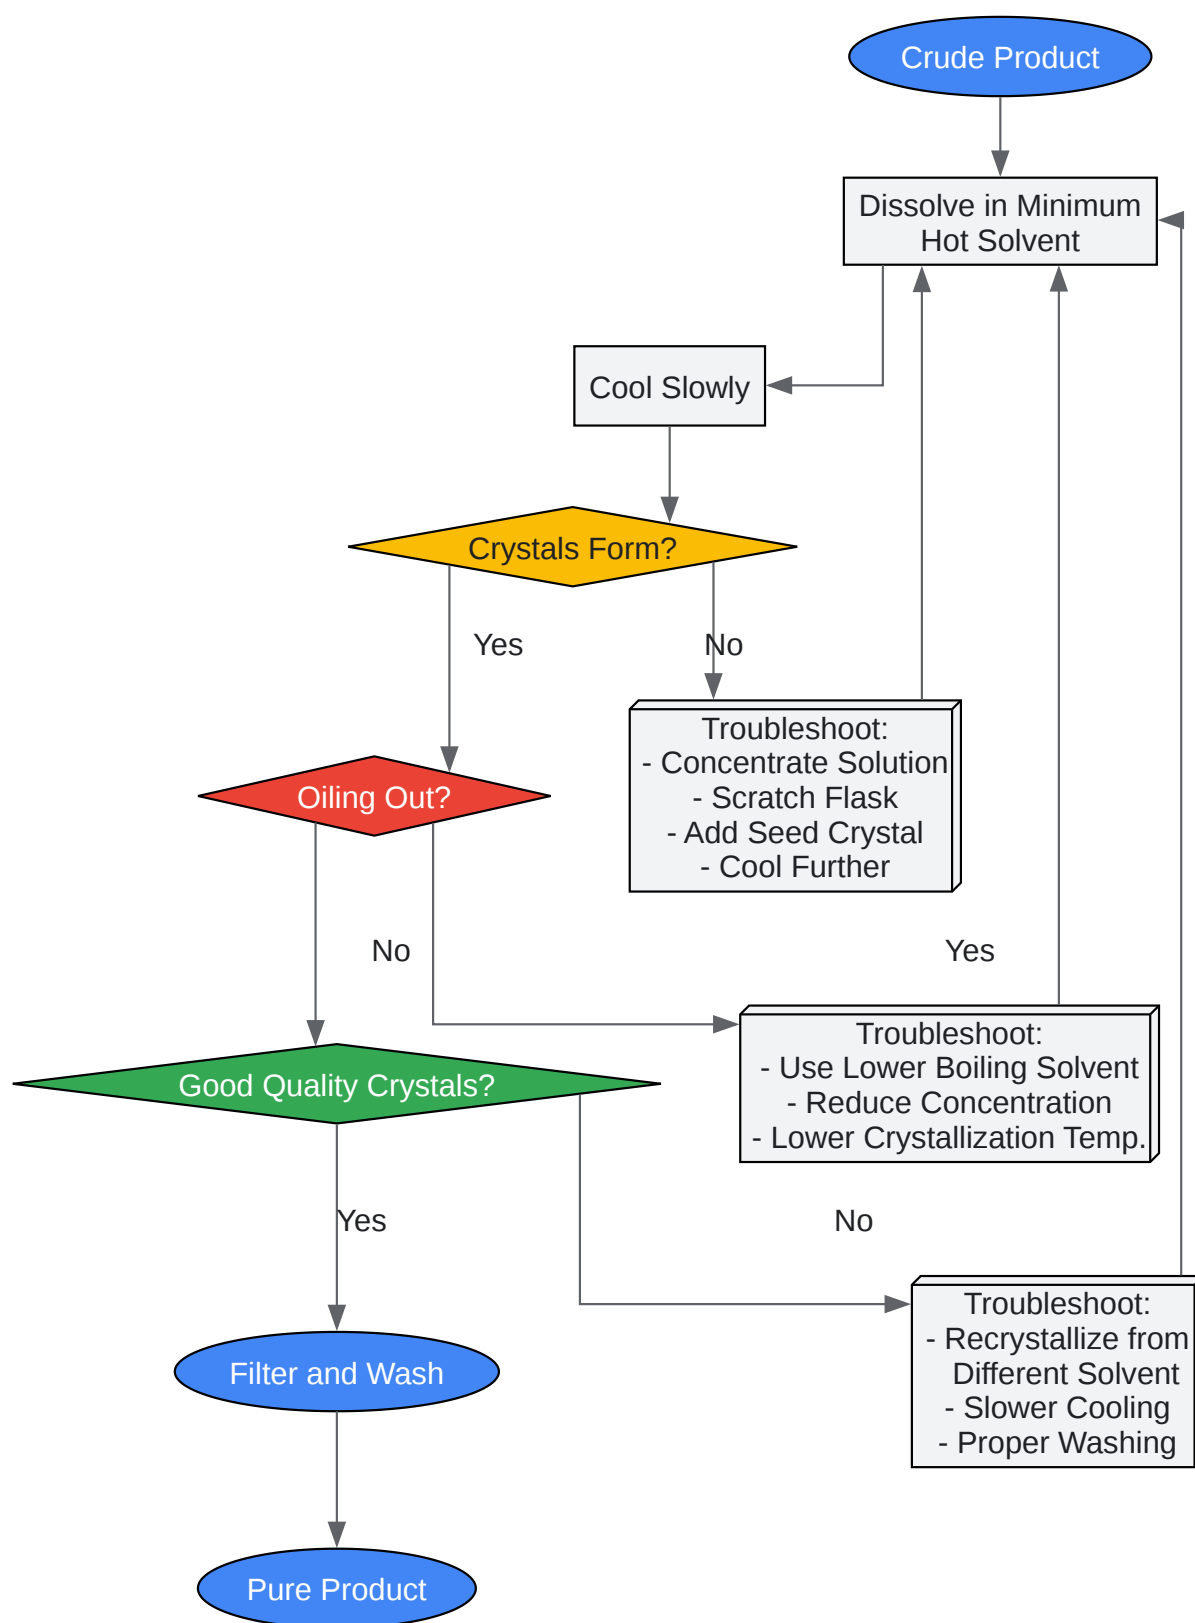 Crude Product
Dissolve in Minimum
Hot Solvent
Cool Slowly
Crystals Form?
Yes
No
Troubleshoot:
- Concentrate Solution
- Scratch Flask
- Add Seed Crystal
- Cool Further
Oiling Out?
No
Yes
Troubleshoot:
- Use Lower Boiling Solvent
- Reduce Concentration
- Lower Crystallization Temp.
Good Quality Crystals?
Yes
No
Troubleshoot:
- Recrystallize from
Different Solvent
- Slower Cooling
- Proper Washing
Filter and Wash
Pure Product